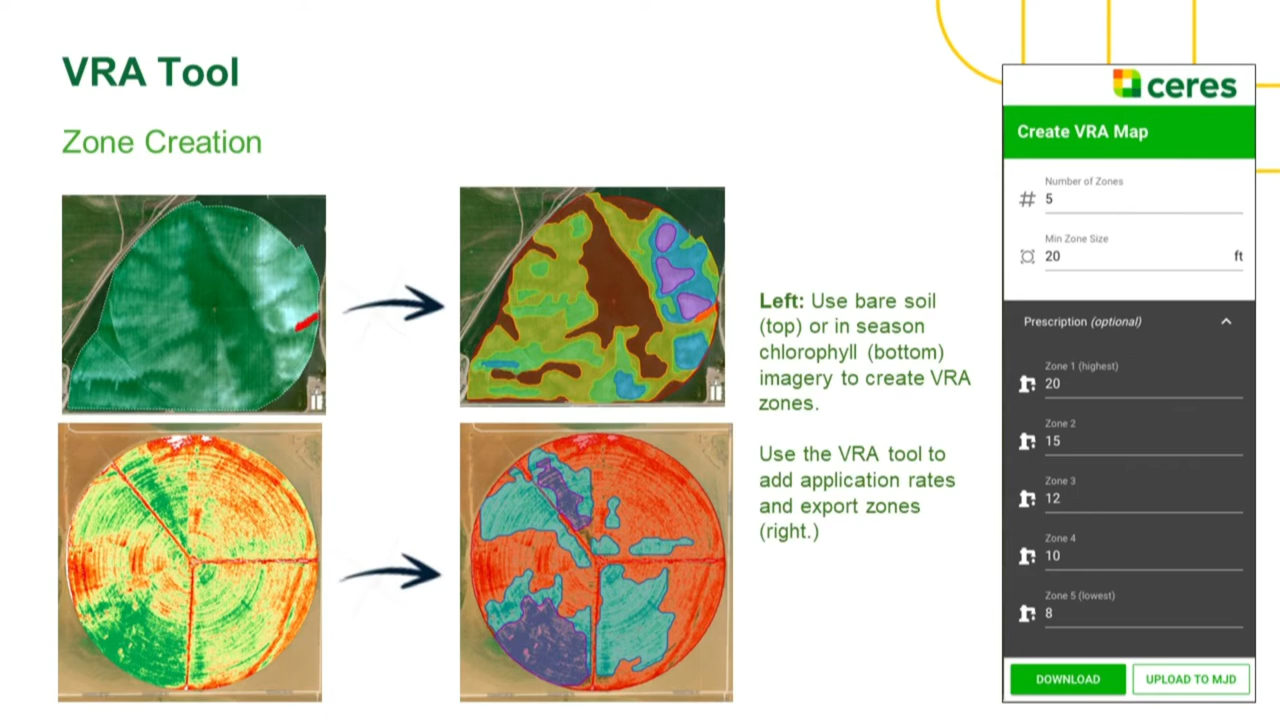 VRA Tool
Zone Creation
Left: Use bare soil
(top) or in season
chlorophyll (bottom)
imagery to create VRA
zones.
Use the VRA tool to
add application rates
and export zones
(right.)
ceres
Create VRA Map
Number of Zones
# 5
Min Zone Size
20 ft
Prescription (optional)
Zone 1 (highest)
20
Zone 2
15
Zone 3
12
Zone 4
10
Zone 5 (lowest)
8
DOWNLOAD
UPLOAD TO MJD